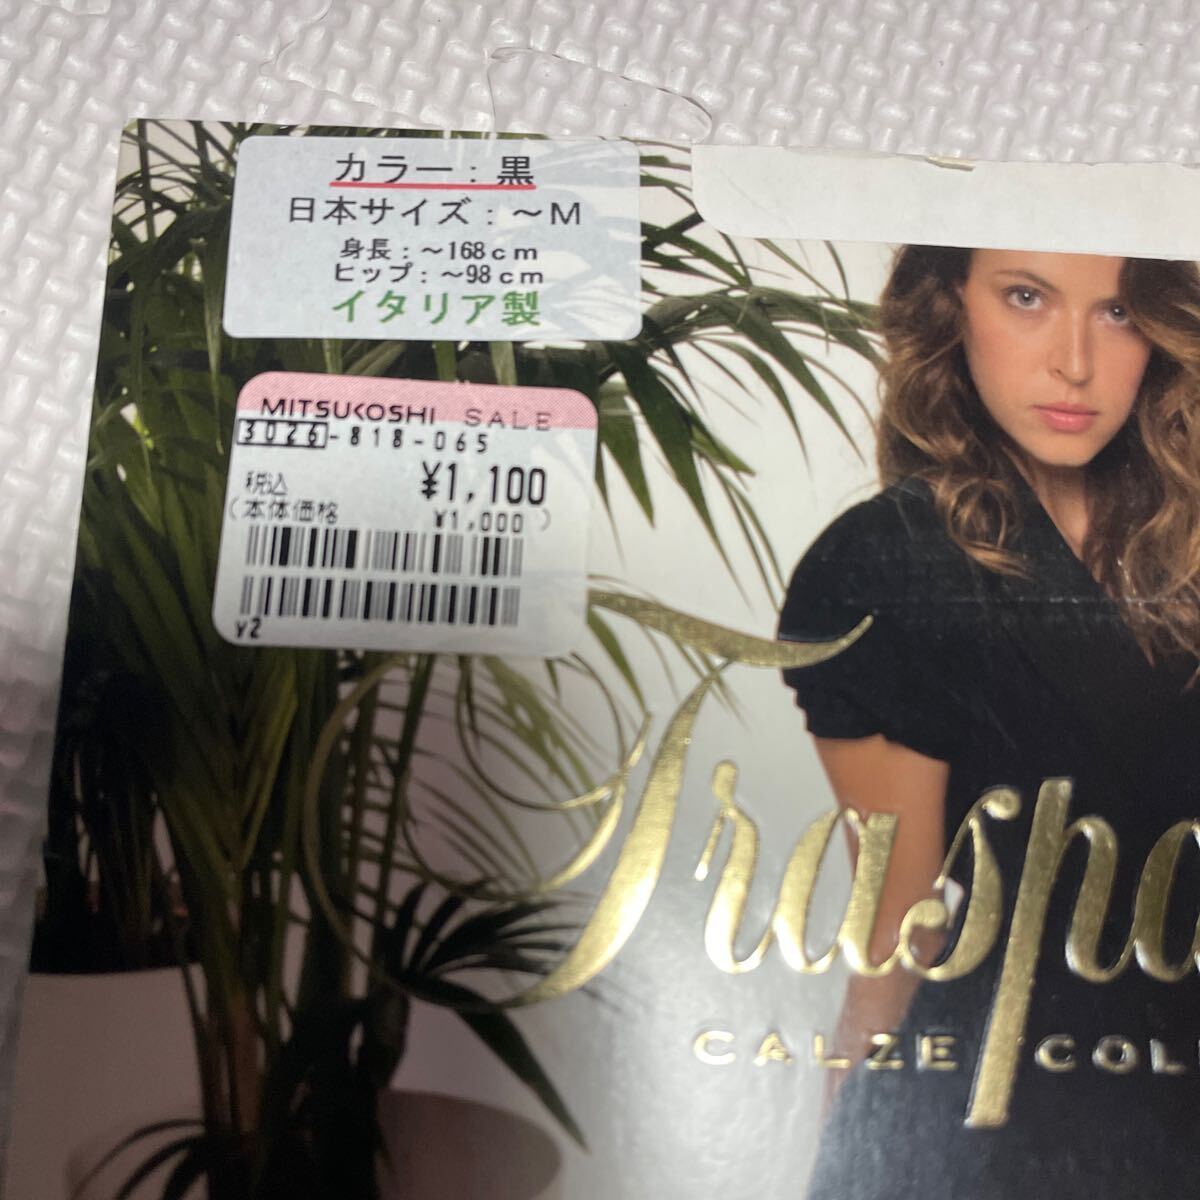 カラー：黒
日本サイズ：～M
身長：～168cm
ヒップ：～98cm
イタリア製
MITSUKOSHI SALE
3026-818-065
税込 ¥1,100
(本体価格 ¥1,000)
V2
Traspa
CALZE COL